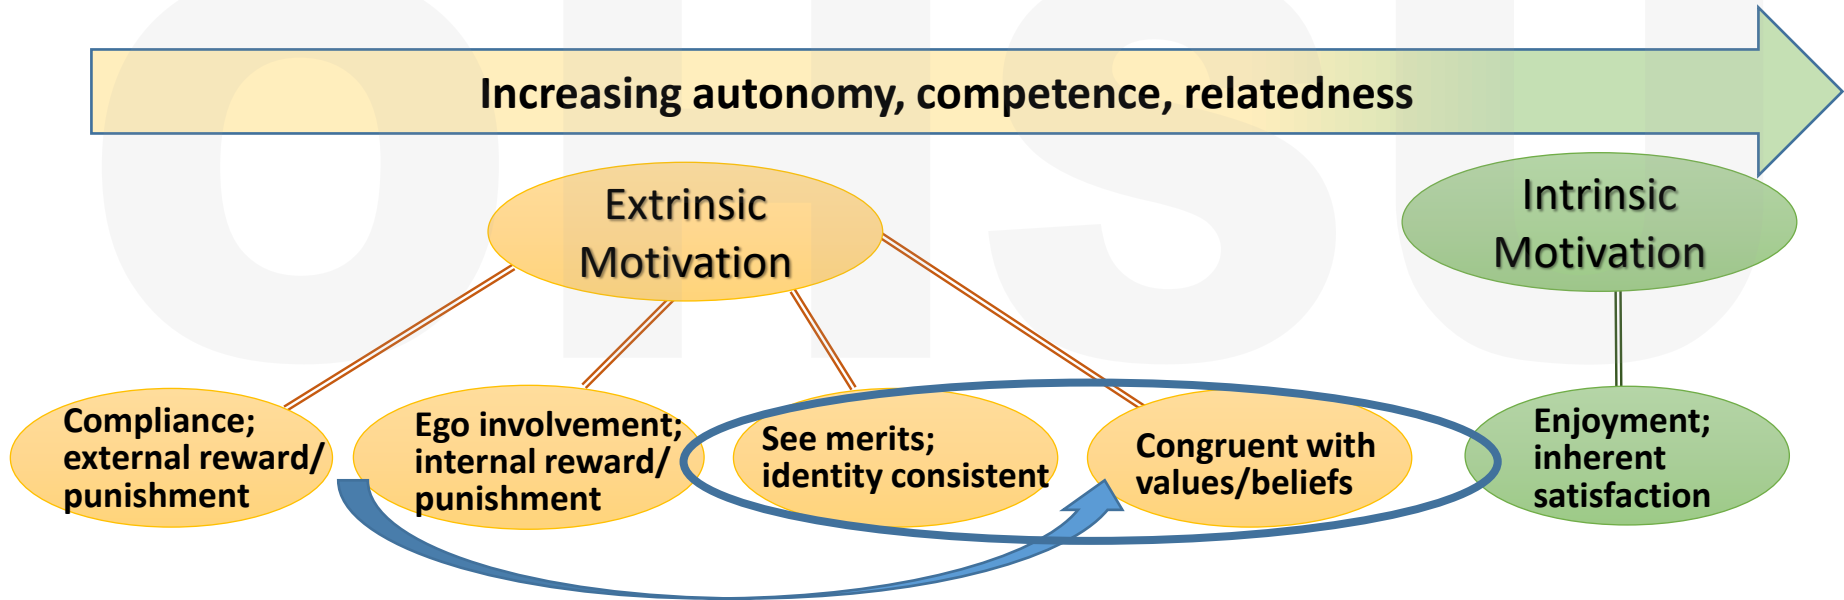 Increasing autonomy, competence, relatedness
Extrinsic
Motivation
Intrinsic
Motivation
Compliance;
external reward/
punishment
Ego involvement;
internal reward/
punishment
See merits;
identity consistent
Congruent with
values/beliefs
Enjoyment;
inherent
satisfaction
OHSU